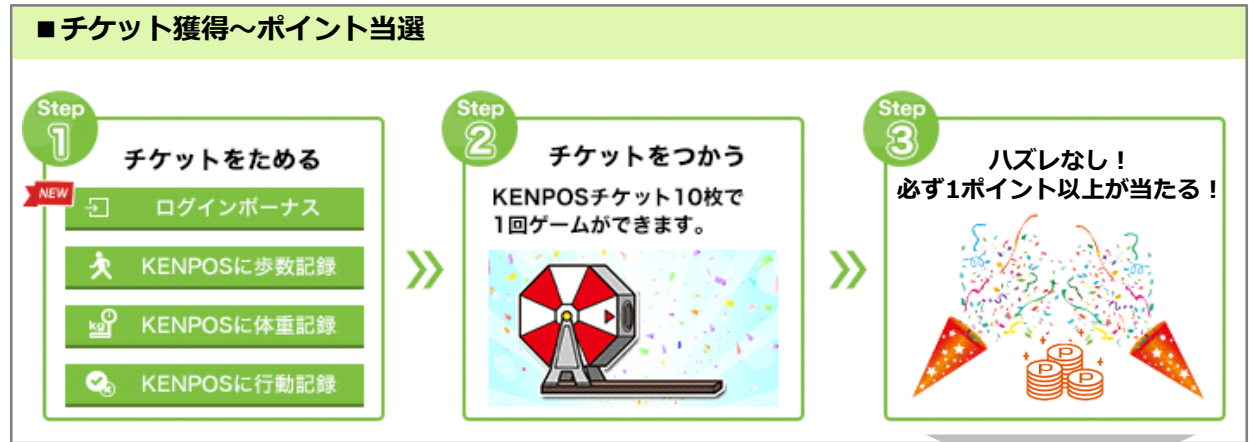 ■チケット獲得～ポイント当選
Step
1
チケットをためる
NEW
ログインボーナス
KENPOSに歩数記録
kg
KENPOSに体重記録
KENPOSに行動記録
Step
2
チケットをつかう
KENPOSチケット10枚で
1回ゲームができます。
Step
3
ハズレなし！
必ず1ポイント以上が当たる！
P
P
P